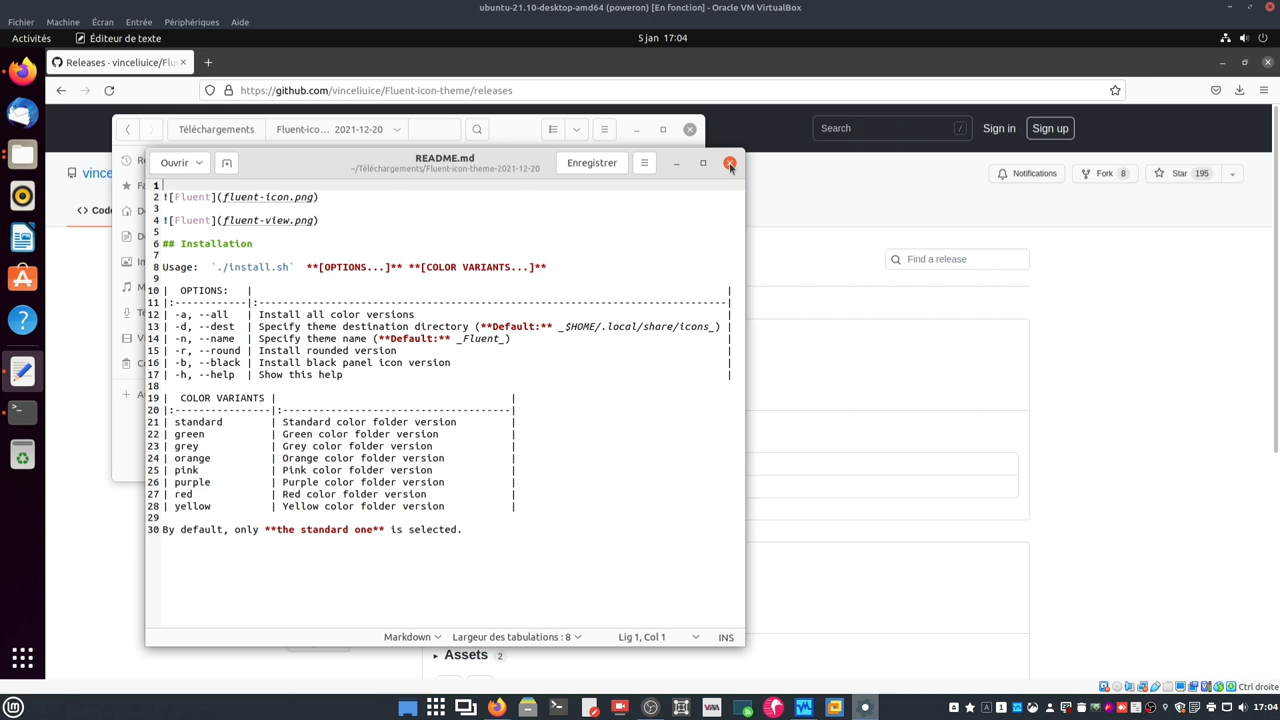 ubuntu-21.10-desktop-amd64 (poweron) [En fonction] - Oracle VM VirtualBox
Fichier Machine Écran Entrée Périphériques Aide
Activités Éditeur de texte 5 jan 17:04
Releases · vinceliuice/Flu
https://github.com/vinceliuice/Fluent-icon-theme/releases
Téléchargements Fluent-ico… 2021-12-20
Search / Sign in Sign up
Ouvrir README.md Enregistrer
~/Téléchargements/Fluent-icon-theme-2021-12-20
vince Notifications Fork 8 Star 195
<> Code
Find a release
1
2 ![Fluent](fluent-icon.png)
3
4 ![Fluent](fluent-view.png)
5
6 ## Installation
7
8 Usage: `./install.sh` **[OPTIONS...]** **[COLOR VARIANTS...]**
9
10 | OPTIONS: | |
11 |:------------|:---------------------------------------------------------------------------|
12 | -a, --all | Install all color versions
13 | -d, --dest | Specify theme destination directory (**Default:** _$HOME/.local/share/icons_) |
14 | -n, --name | Specify theme name (**Default:** _Fluent_) |
15 | -r, --round | Install rounded version |
16 | -b, --black | Install black panel icon version |
17 | -h, --help | Show this help |
18
19 | COLOR VARIANTS | |
20 |:----------------|:--------------------------------------|
21 | standard | Standard color folder version |
22 | green | Green color folder version |
23 | grey | Grey color folder version |
24 | orange | Orange color folder version |
25 | pink | Pink color folder version |
26 | purple | Purple color folder version |
27 | red | Red color folder version |
28 | yellow | Yellow color folder version |
29
30 By default, only **the standard one** is selected.
Markdown Largeur des tabulations : 8 Lig 1, Col 1 INS
Assets 2
Ctrl droite
17:04